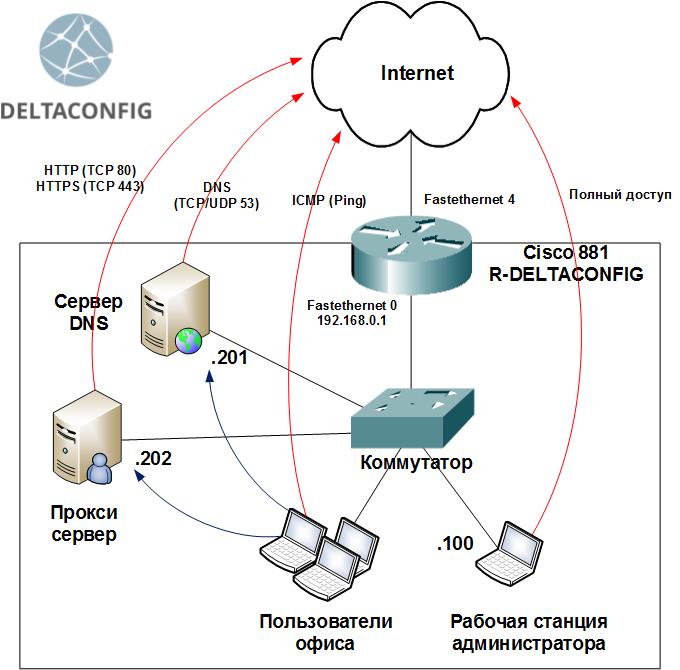 DELTACONFIG
Internet
HTTP (TCP 80)
HTTPS (TCP 443)
DNS
(TCP/UDP 53)
ICMP (Ping)
Fastethernet 4
Полный доступ
Cisco 881
R-DELTACONFIG
Сервер
DNS
Fastethernet 0
192.168.0.1
.201
.202
Коммутатор
Прокси
сервер
.100
Пользователи
офиса
Рабочая станция
администратора